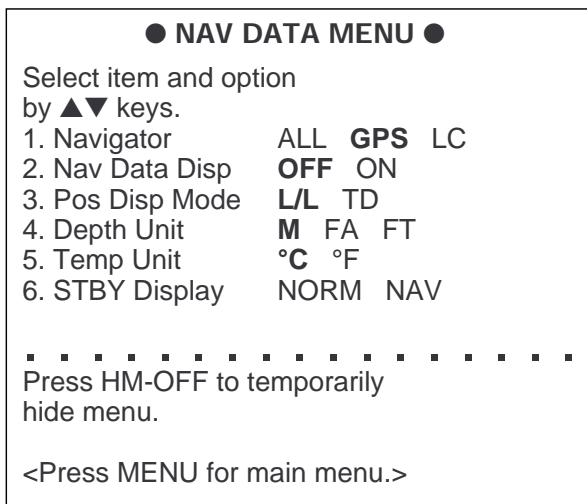 ● NAV DATA MENU ●
Select item and option
by ▲▼ keys.
1. Navigator ALL GPS LC
2. Nav Data Disp OFF ON
3. Pos Disp Mode L/L TD
4. Depth Unit M FA FT
5. Temp Unit °C °F
6. STBY Display NORM NAV
Press HM-OFF to temporarily
hide menu.
<Press MENU for main menu.>